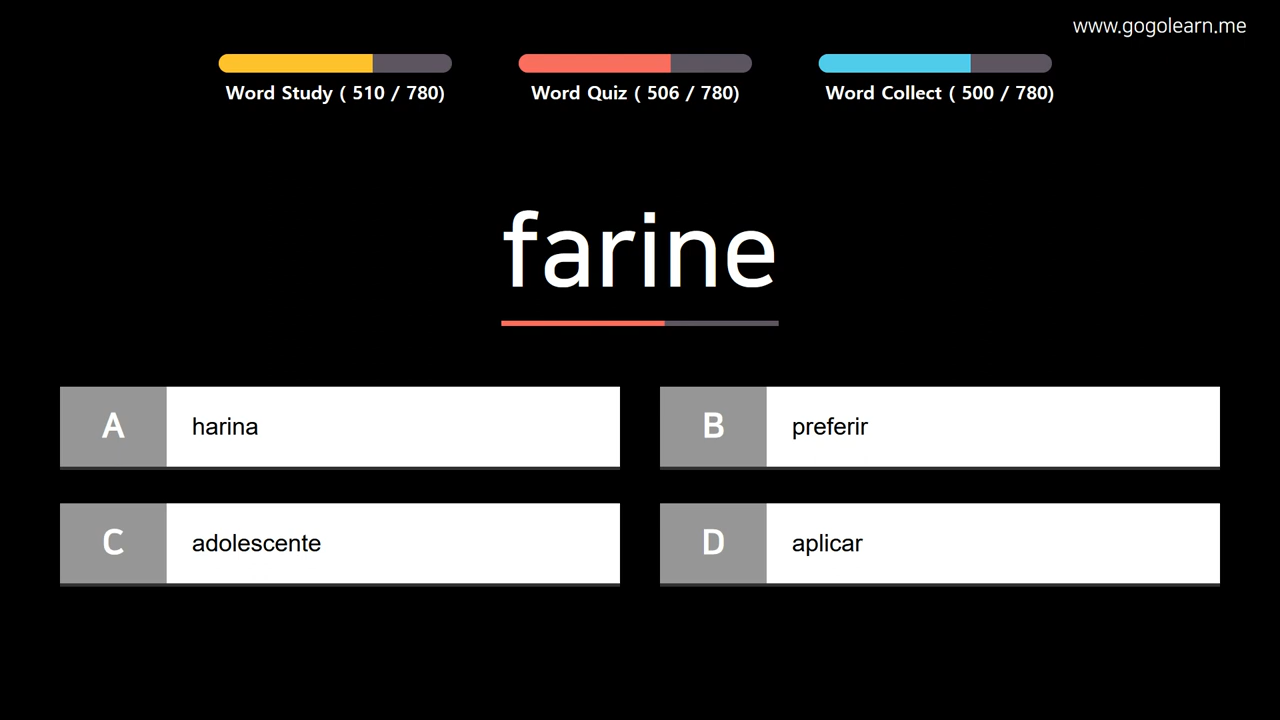 www.gogolearn.me
Word Study ( 510 / 780)
Word Quiz ( 506 / 780)
Word Collect ( 500 / 780)
farine
A
harina
B
preferir
C
adolescente
D
aplicar